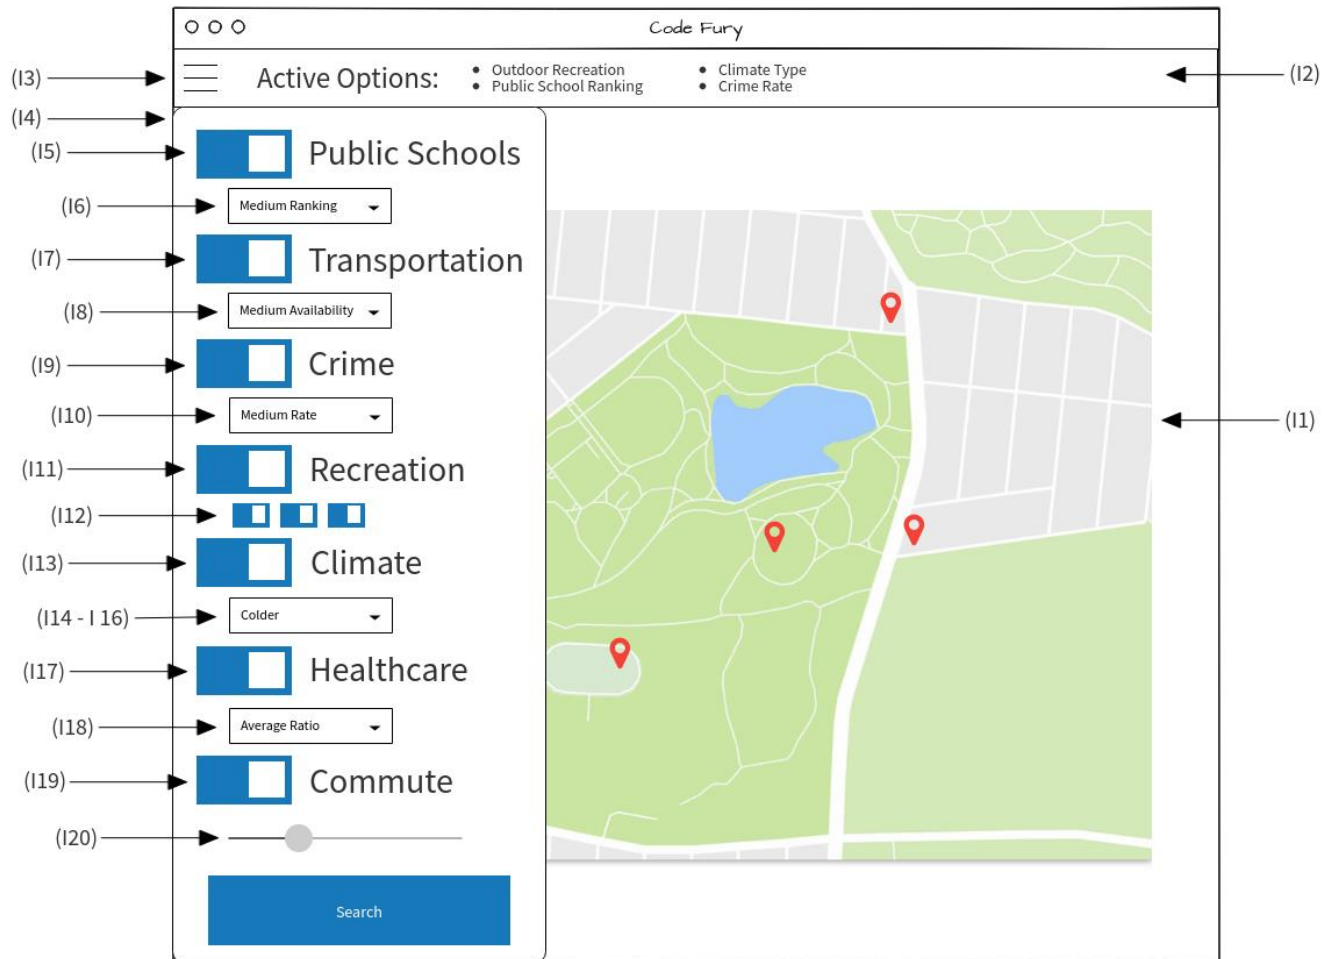 Code Fury
(I3)
Active Options:
• Outdoor Recreation
• Public School Ranking
• Climate Type
• Crime Rate
(I2)
(I4)
(I5)
Public Schools
(I6)
Medium Ranking
(I7)
Transportation
(I8)
Medium Availability
(I9)
Crime
(I10)
Medium Rate
(I1)
(I11)
Recreation
(I12)
(I13)
Climate
(I14 - I 16)
Colder
(I17)
Healthcare
(I18)
Average Ratio
(I19)
Commute
(I20)
Search